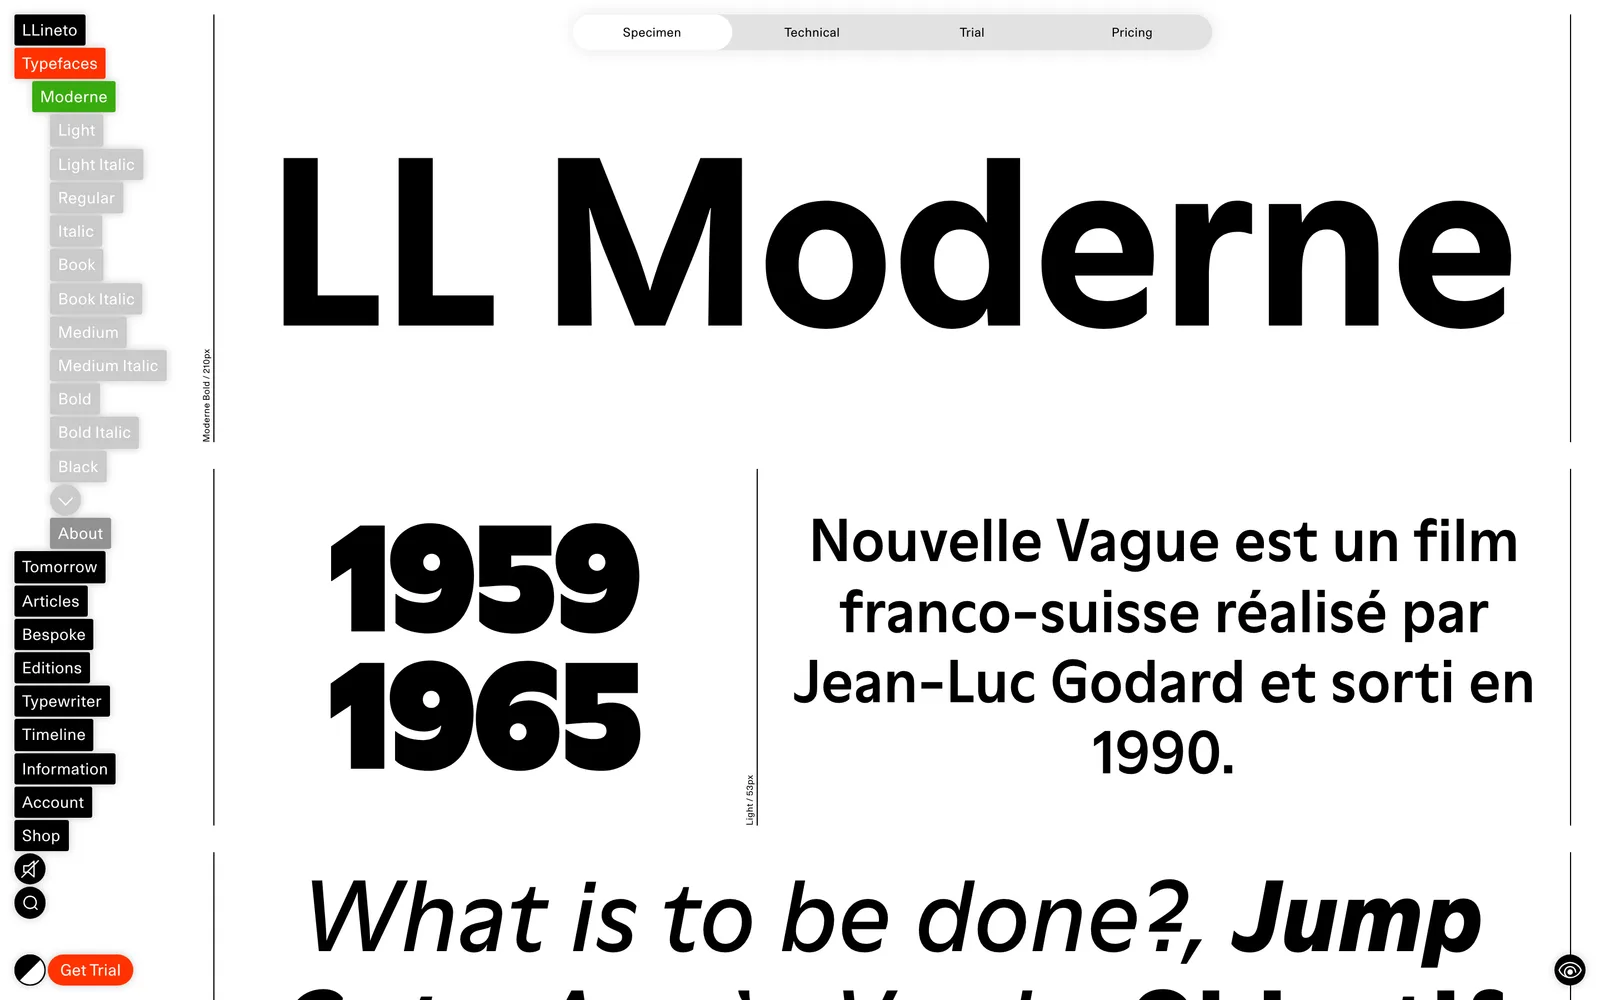 LLineto
Typefaces
Moderne
Light
Light Italic
Regular
Italic
Book
Book Italic
Medium
Medium Italic
Bold
Bold Italic
Black
About
Tomorrow
Articles
Bespoke
Editions
Typewriter
Timeline
Information
Account
Shop
Get Trial
Specimen
Technical
Trial
Pricing
LL Moderne
Moderne Bold / 210px
1959
1965
Light / 53px
Nouvelle Vague est un film
franco-suisse réalisé par
Jean-Luc Godard et sorti en
1990.
What is to be done?, Jump